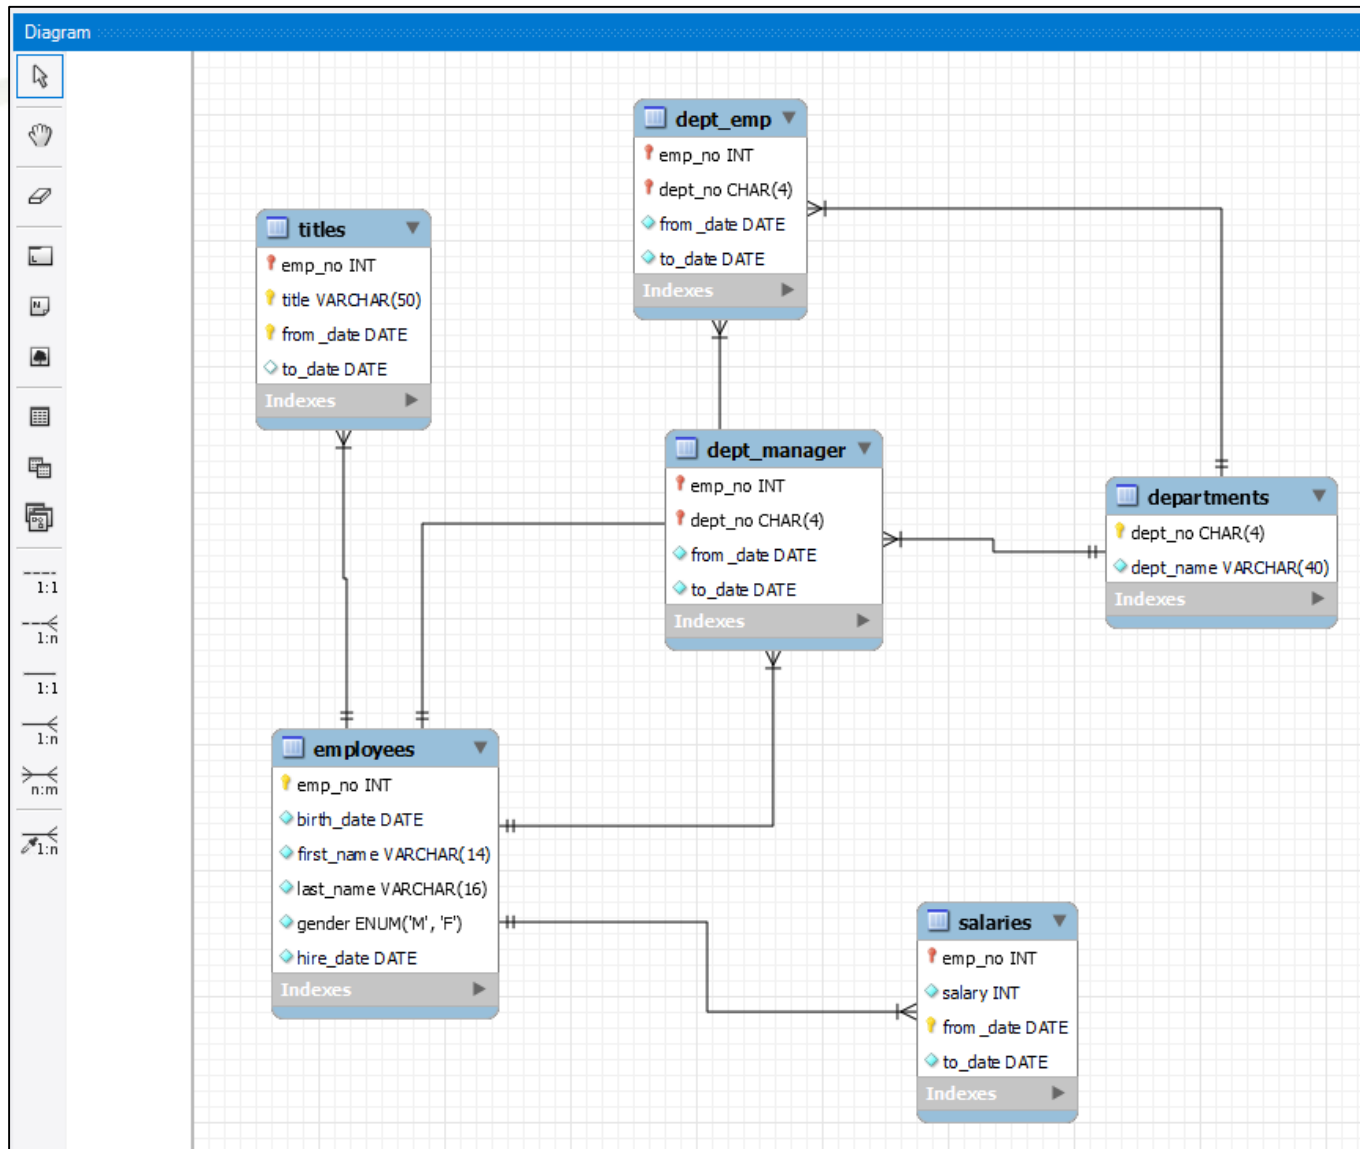 Diagram
1:1
1:n
1:1
1:n
n:m
1:n
dept_emp
emp_no INT
dept_no CHAR(4)
from_date DATE
to_date DATE
Indexes
titles
emp_no INT
title VARCHAR(50)
from_date DATE
to_date DATE
Indexes
dept_manager
emp_no INT
dept_no CHAR(4)
from_date DATE
to_date DATE
Indexes
departments
dept_no CHAR(4)
dept_name VARCHAR(40)
Indexes
employees
emp_no INT
birth_date DATE
first_name VARCHAR(14)
last_name VARCHAR(16)
gender ENUM('M', 'F')
hire_date DATE
Indexes
salaries
emp_no INT
salary INT
from_date DATE
to_date DATE
Indexes